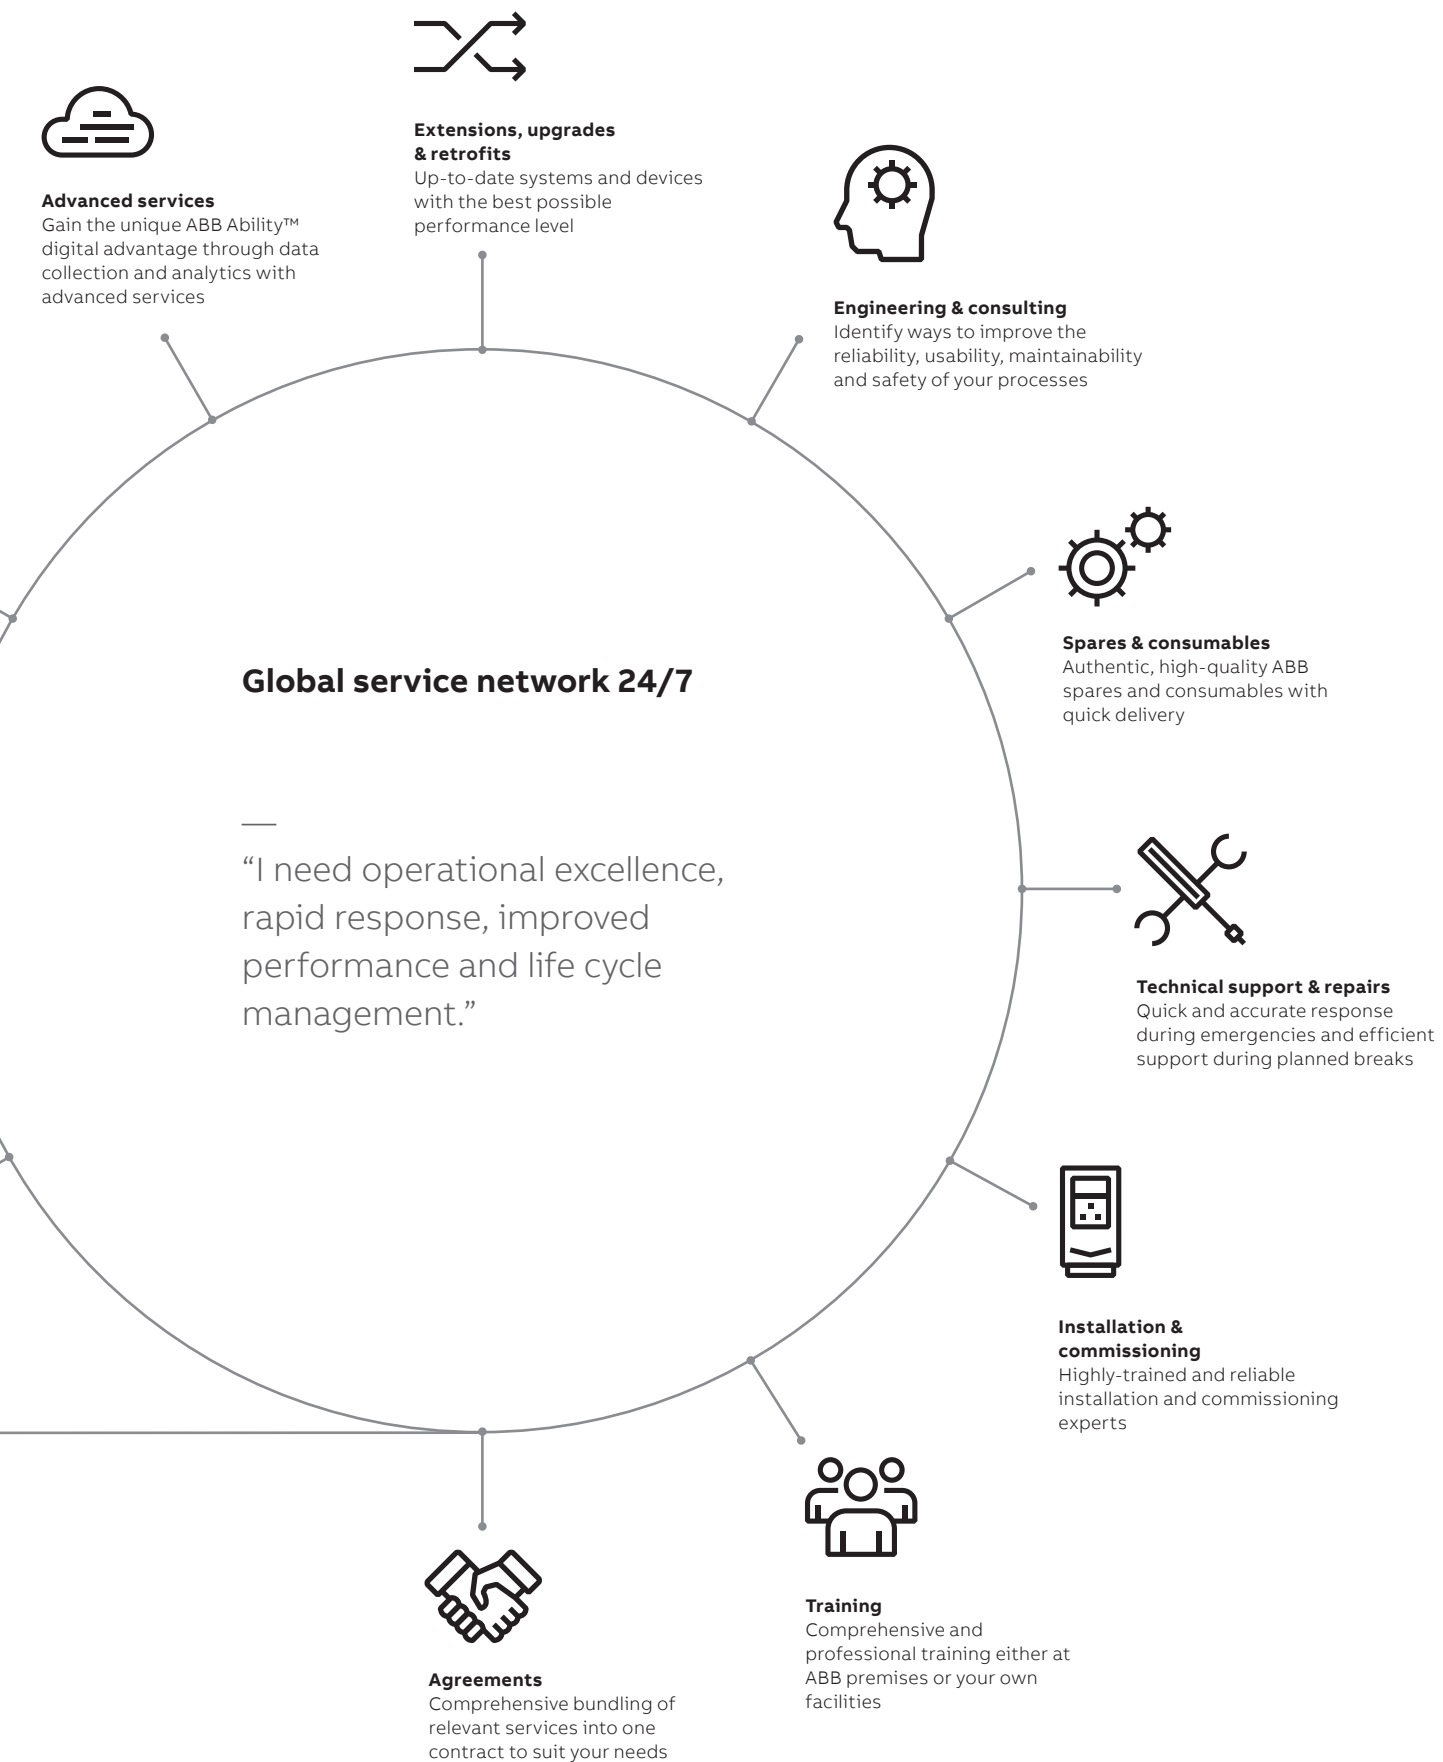 Extensions, upgrades
& retrofits
Up-to-date systems and devices
with the best possible
performance level
Advanced services
Gain the unique ABB Ability™
digital advantage through data
collection and analytics with
advanced services
Engineering & consulting
Identify ways to improve the
reliability, usability, maintainability
and safety of your processes
Spares & consumables
Authentic, high-quality ABB
spares and consumables with
quick delivery
Global service network 24/7
“I need operational excellence,
rapid response, improved
performance and life cycle
management.”
Technical support & repairs
Quick and accurate response
during emergencies and efficient
support during planned breaks
Installation &
commissioning
Highly-trained and reliable
installation and commissioning
experts
Training
Comprehensive and
professional training either at
ABB premises or your own
facilities
Agreements
Comprehensive bundling of
relevant services into one
contract to suit your needs